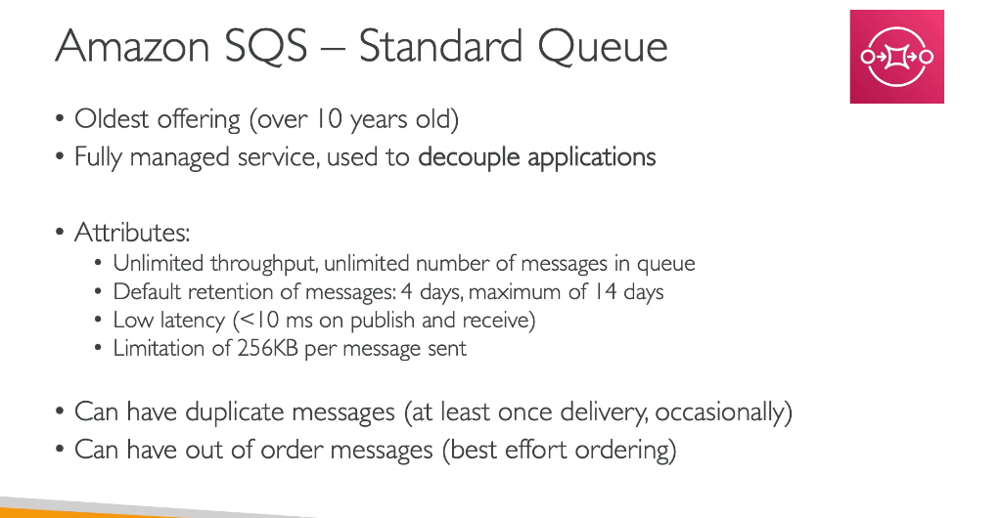 Amazon SQS – Standard Queue
• Oldest offering (over 10 years old)
• Fully managed service, used to decouple applications
• Attributes:
• Unlimited throughput, unlimited number of messages in queue
• Default retention of messages: 4 days, maximum of 14 days
• Low latency (<10 ms on publish and receive)
• Limitation of 256KB per message sent
• Can have duplicate messages (at least once delivery, occasionally)
• Can have out of order messages (best effort ordering)